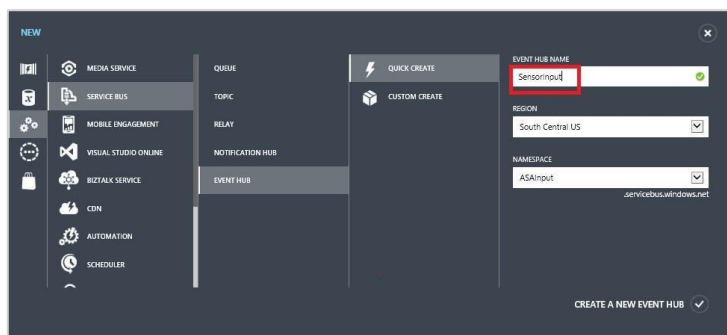 NEW
MEDIA SERVICE
SERVICE BUS
MOBILE ENGAGEMENT
VISUAL STUDIO ONLINE
BIZTALK SERVICE
CDN
AUTOMATION
SCHEDULER
QUEUE
TOPIC
RELAY
NOTIFICATION HUB
EVENT HUB
QUICK CREATE
CUSTOM CREATE
EVENT HUB NAME
SensorInput
REGION
South Central US
NAMESPACE
ASAInput
.servicebus.windows.net
CREATE A NEW EVENT HUB